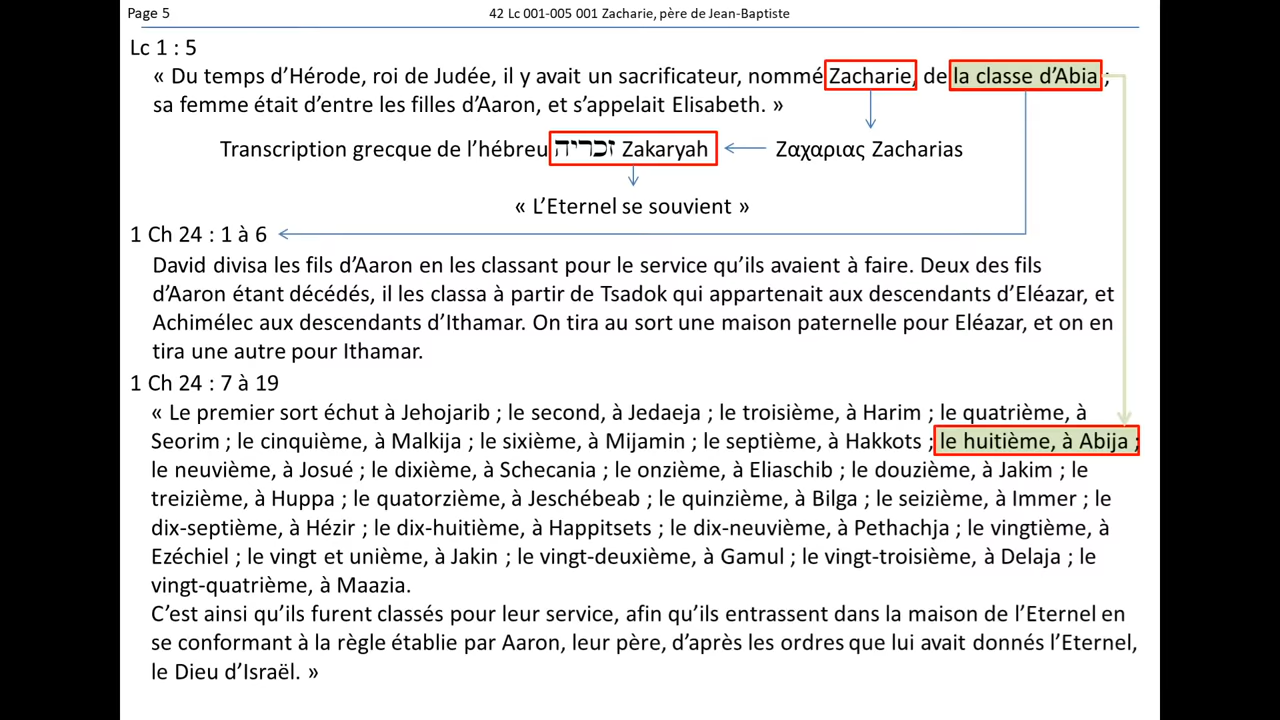 Page 5
42 Lc 001-005 001 Zacharie, père de Jean-Baptiste
Lc 1 : 5
« Du temps d’Hérode, roi de Judée, il y avait un sacrificateur, nommé Zacharie, de la classe d’Abia ;
sa femme était d’entre les filles d’Aaron, et s’appelait Elisabeth. »
Transcription grecque de l’hébreu זכריה Zakaryah
Ζαχαριας Zacharias
« L’Eternel se souvient »
1 Ch 24 : 1 à 6
David divisa les fils d’Aaron en les classant pour le service qu’ils avaient à faire. Deux des fils
d’Aaron étant décédés, il les classa à partir de Tsadok qui appartenait aux descendants d’Eléazar, et
Achimélec aux descendants d’Ithamar. On tira au sort une maison paternelle pour Eléazar, et on en
tira une autre pour Ithamar.
1 Ch 24 : 7 à 19
« Le premier sort échut à Jehojarib ; le second, à Jedaeja ; le troisième, à Harim ; le quatrième, à
Seorim ; le cinquième, à Malkija ; le sixième, à Mijamin ; le septième, à Hakkots ; le huitième, à Abija ;
le neuvième, à Josué ; le dixième, à Schecania ; le onzième, à Eliaschib ; le douzième, à Jakim ; le
treizième, à Huppa ; le quatorzième, à Jeschébeab ; le quinzième, à Bilga ; le seizième, à Immer ; le
dix-septième, à Hézir ; le dix-huitième, à Happitsets ; le dix-neuvième, à Pethachja ; le vingtième, à
Ezéchiel ; le vingt et unième, à Jakin ; le vingt-deuxième, à Gamul ; le vingt-troisième, à Delaja ; le
vingt-quatrième, à Maazia.
C’est ainsi qu’ils furent classés pour leur service, afin qu’ils entrassent dans la maison de l’Eternel en
se conformant à la règle établie par Aaron, leur père, d’après les ordres que lui avait donnés l’Eternel,
le Dieu d’Israël. »